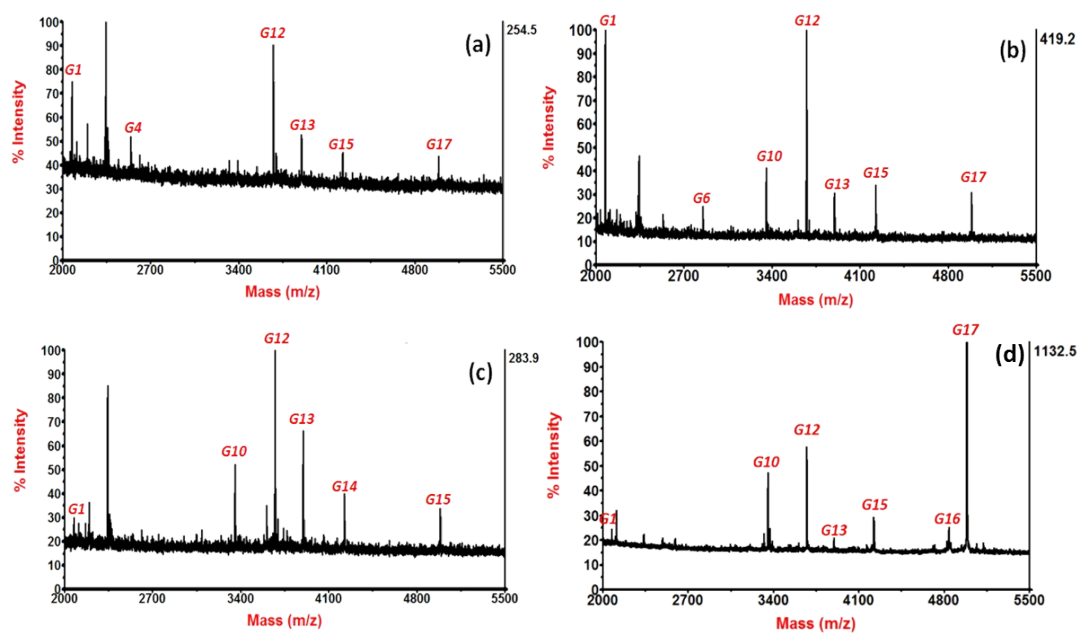 100
90
80
70
60
50
40
30
20
10
0
% Intensity
G1
G4
G12
G13
G15
G17
(a)
254.5
2000 2700 3400 4100 4800 5500
Mass (m/z)
100
90
80
70
60
50
40
30
20
10
0
% Intensity
G1
G6
G10
G12
G13
G15
G17
(b)
419.2
2000 2700 3400 4100 4800 5500
Mass (m/z)
100
90
80
70
60
50
40
30
20
10
0
% Intensity
G1
G10
G12
G13
G14
G15
(c)
283.9
2000 2700 3400 4100 4800 5500
Mass (m/z)
100
90
80
70
60
50
40
30
20
10
0
% Intensity
G1
G10
G12
G13
G15
G16
G17
(d)
1132.5
2000 2700 3400 4100 4800 5500
Mass (m/z)